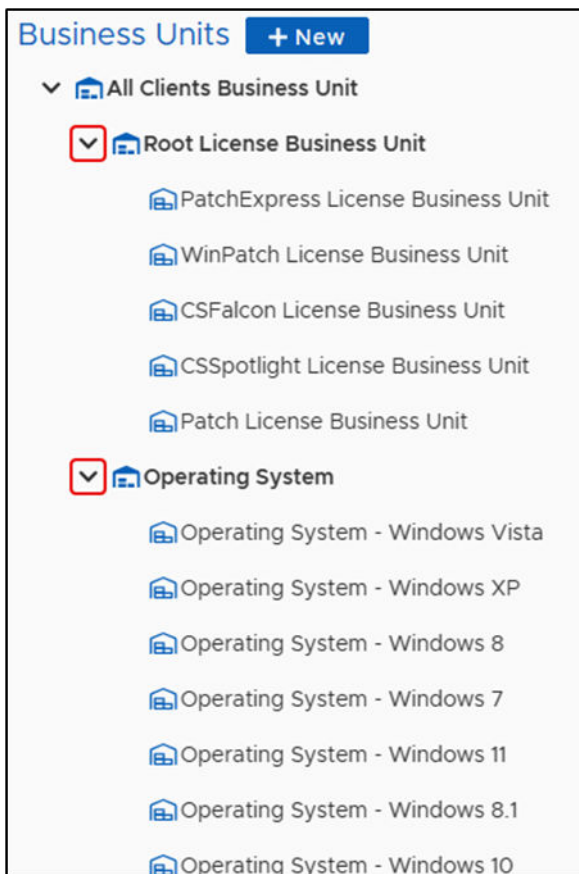 Business Units + New
All Clients Business Unit
Root License Business Unit
PatchExpress License Business Unit
WinPatch License Business Unit
CSFalcon License Business Unit
CSSpotlight License Business Unit
Patch License Business Unit
Operating System
Operating System - Windows Vista
Operating System - Windows XP
Operating System - Windows 8
Operating System - Windows 7
Operating System - Windows 11
Operating System - Windows 8.1
Operating System - Windows 10